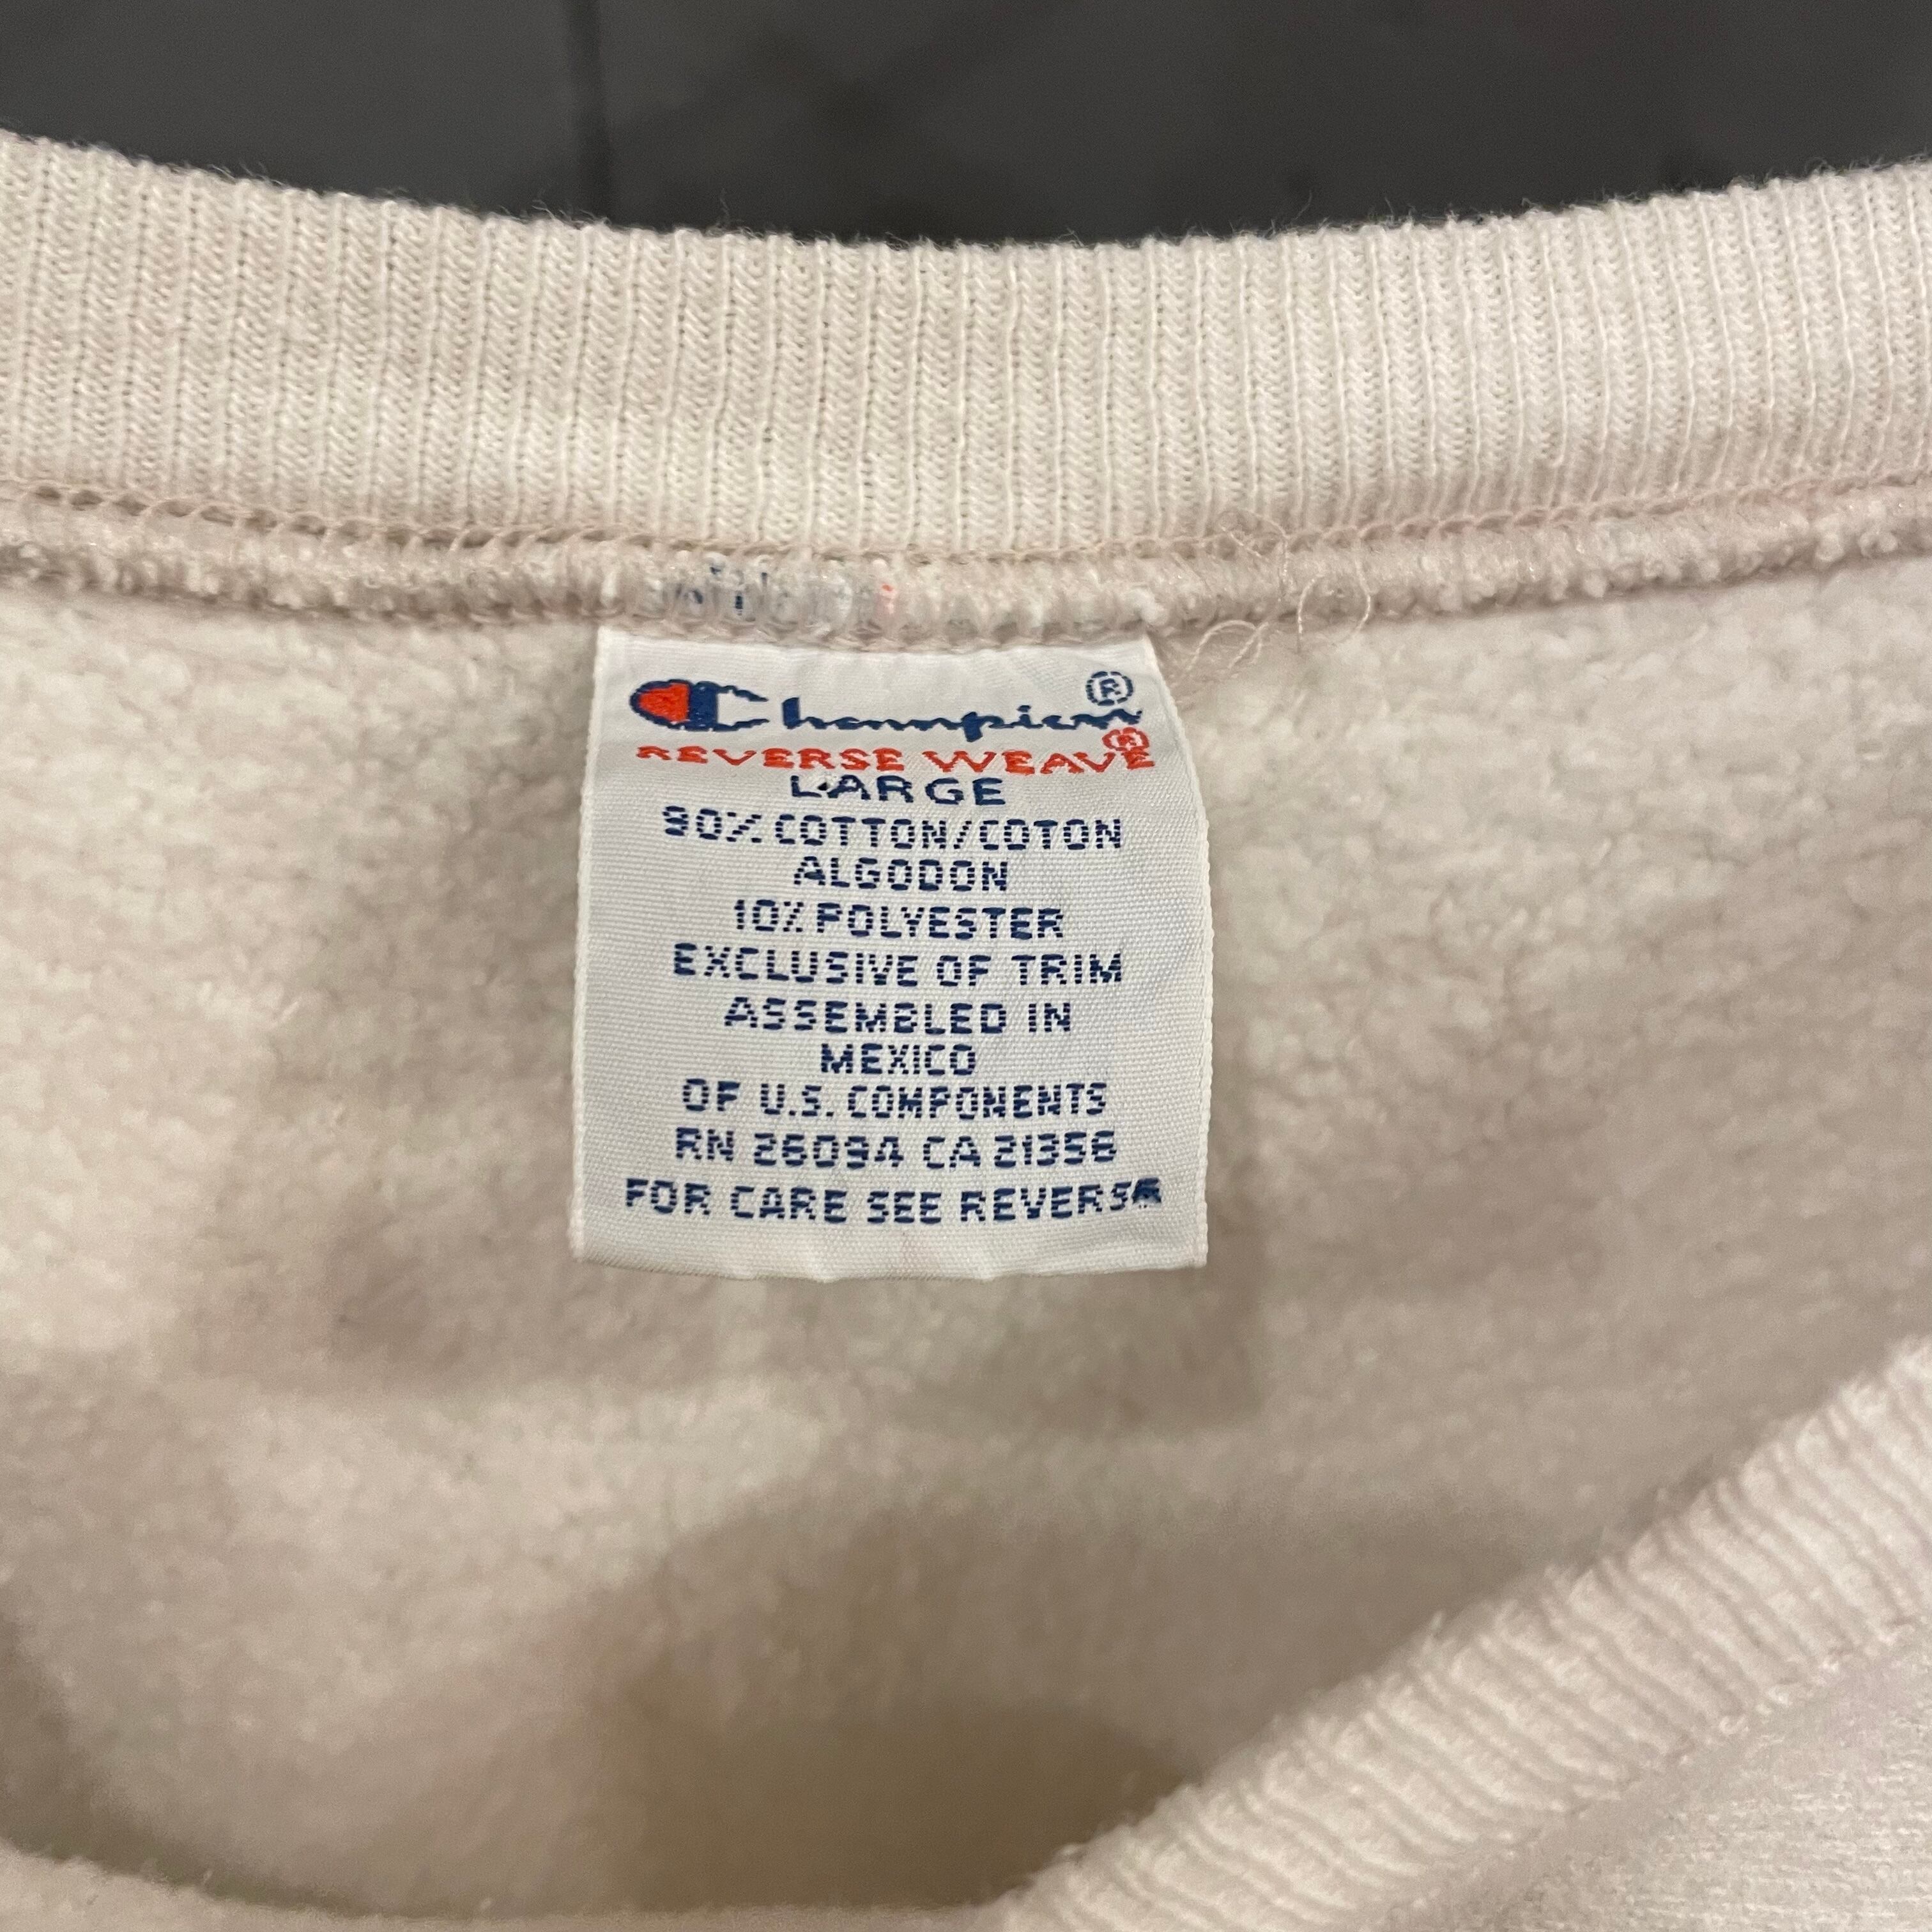 Champion®
REVERSE WEAVE®
LARGE
90% COTTON/COTON
ALGODON
10% POLYESTER
EXCLUSIVE OF TRIM
ASSEMBLED IN
MEXICO
OF U.S. COMPONENTS
RN 26094 CA 21356
FOR CARE SEE REVERSE